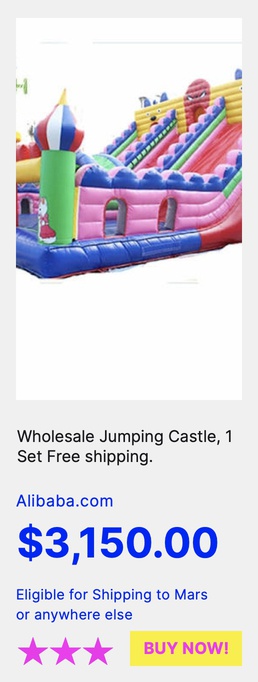 Wholesale Jumping Castle, 1
Set Free shipping.
Alibaba.com
$3,150.00
Eligible for Shipping to Mars
or anywhere else
BUY NOW!